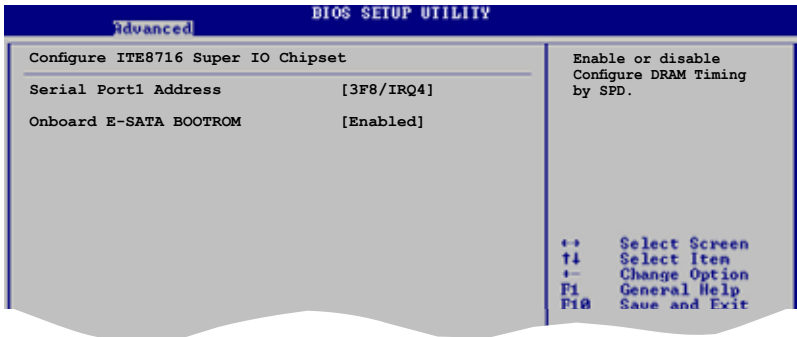 BIOS SETUP UTILITY
Advanced
Configure ITE8716 Super IO Chipset
Serial Port1 Address [3F8/IRQ4]
Onboard E-SATA BOOTROM [Enabled]
Enable or disable
Configure DRAM Timing
by SPD.
←→ Select Screen
↑↓ Select Item
+- Change Option
F1 General Help
F10 Save and Exit